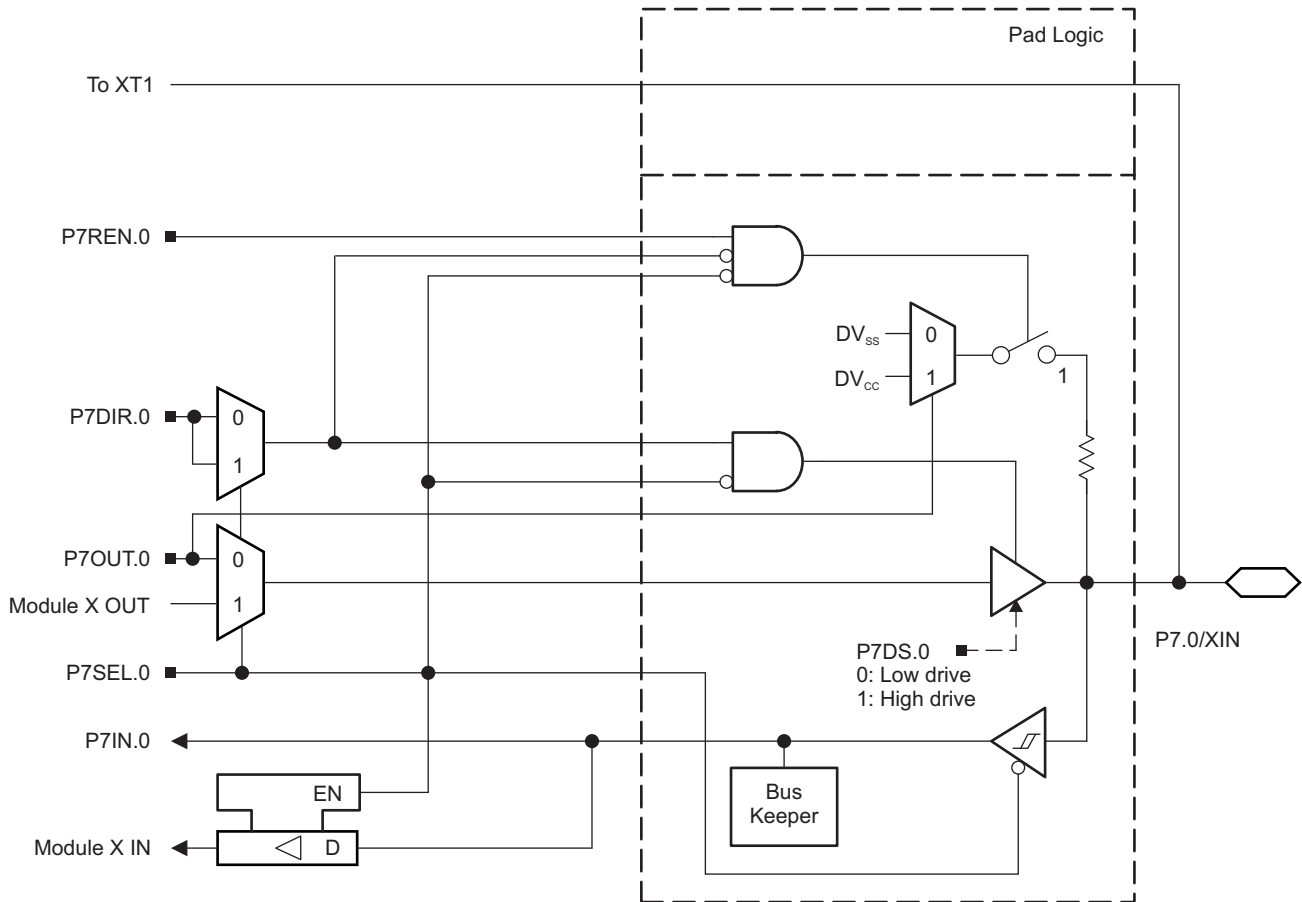 Pad Logic
To XT1
P7REN.0
DVSS
0
DVCC
1
1
P7DIR.0
0
1
P7OUT.0
0
Module X OUT
1
P7SEL.0
P7DS.0
0: Low drive
1: High drive
P7.0/XIN
P7IN.0
Bus
Keeper
EN
Module X IN
D